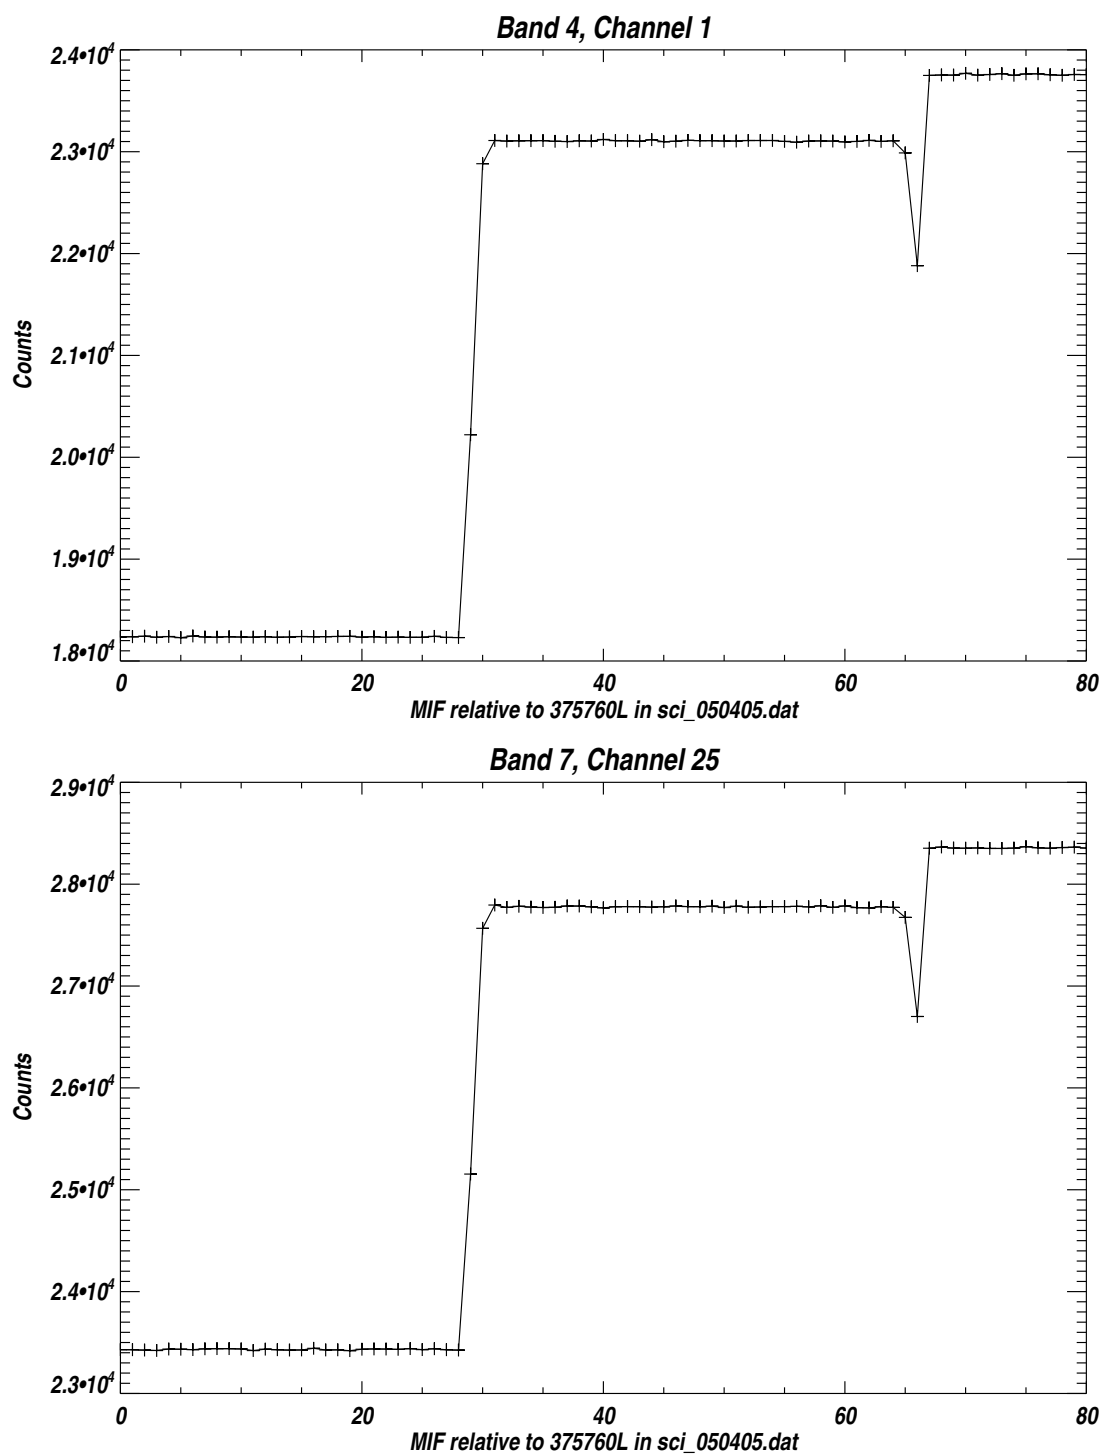 Band 4, Channel 1
2.4•10⁴
2.3•10⁴
2.2•10⁴
2.1•10⁴
2.0•10⁴
1.9•10⁴
1.8•10⁴
Counts
0 20 40 60 80
MIF relative to 375760L in sci_050405.dat
Band 7, Channel 25
2.9•10⁴
2.8•10⁴
2.7•10⁴
2.6•10⁴
2.5•10⁴
2.4•10⁴
2.3•10⁴
Counts
0 20 40 60 80
MIF relative to 375760L in sci_050405.dat